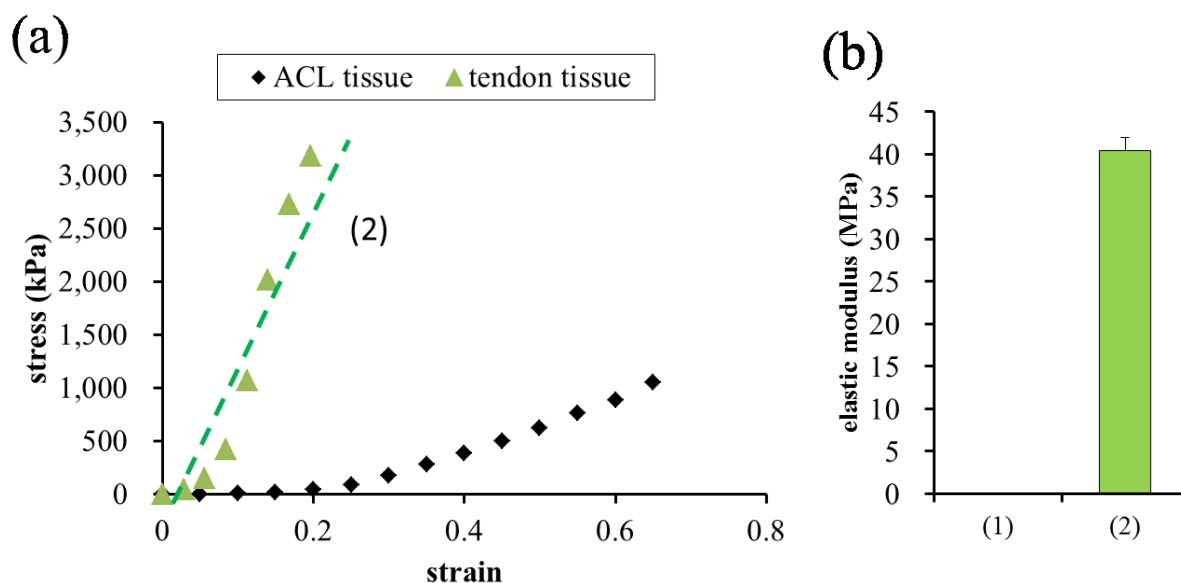 (a)
ACL tissue tendon tissue
3,500
3,000
2,500
2,000
1,500
1,000
500
0
stress (kPa)
(2)
0 0.2 0.4 0.6 0.8
strain
(b)
45
40
35
30
25
20
15
10
5
0
elastic modulus (MPa)
(1) (2)